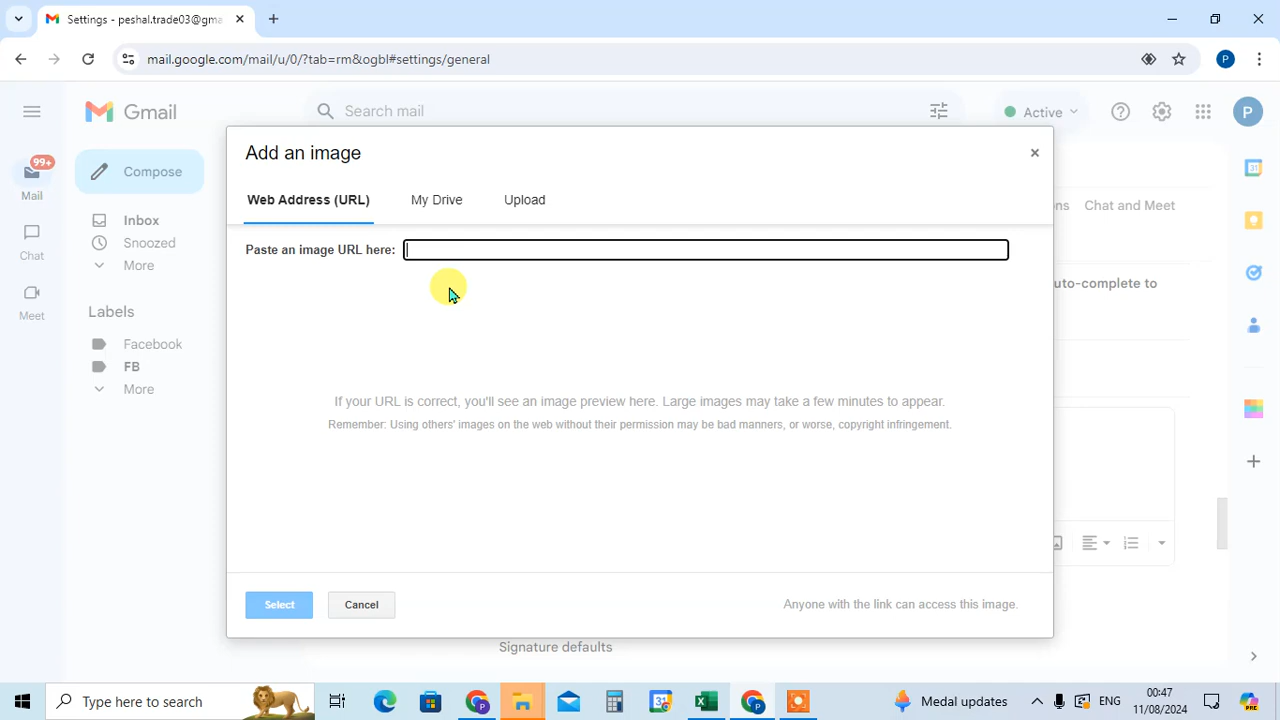 Settings - peshal.trade03@gma
mail.google.com/mail/u/0/?tab=rm&ogbl#settings/general
P
Gmail
Search mail
Active
P
99+
Mail
Compose
Chat
Meet
Inbox
Snoozed
More
Labels
Facebook
FB
More
Add an image
×
Web Address (URL)
My Drive
Upload
Paste an image URL here:
If your URL is correct, you'll see an image preview here. Large images may take a few minutes to appear.
Remember: Using others' images on the web without their permission may be bad manners, or worse, copyright infringement.
Select
Cancel
Anyone with the link can access this image.
ns Chat and Meet
uto-complete to
31
Signature defaults
Type here to search
Medal updates
ENG
00:47
11/08/2024